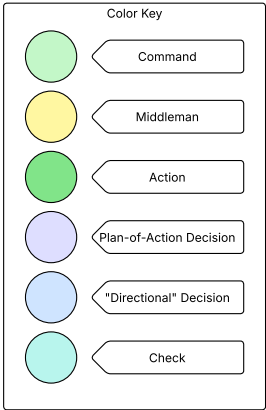 Color Key
Command
Middleman
Action
Plan-of-Action Decision
"Directional" Decision
Check